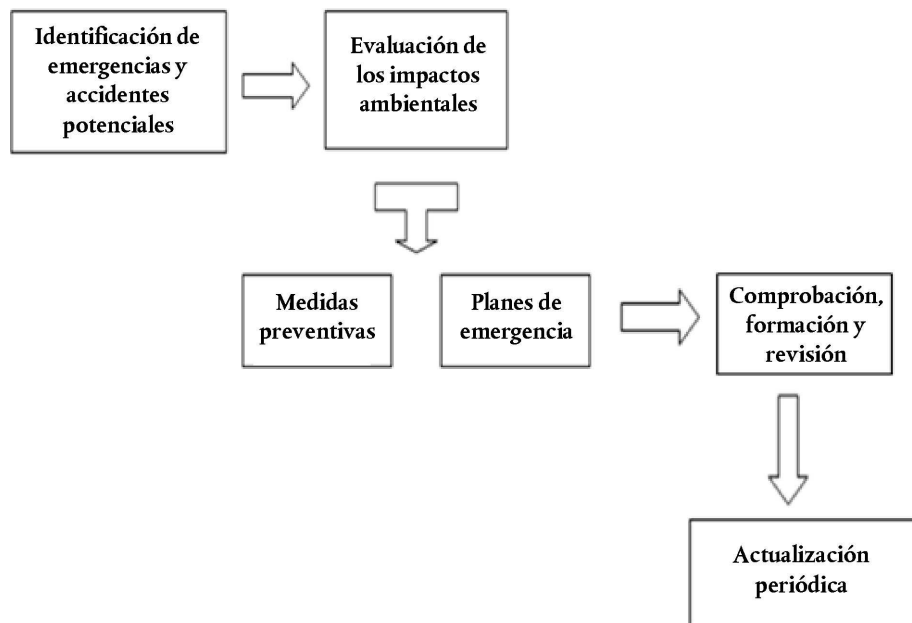 Identificación de
emergencias y
accidentes
potenciales
Evaluación de
los impactos
ambientales
Medidas
preventivas
Planes de
emergencia
Comprobación,
formación y
revisión
Actualización
periódica